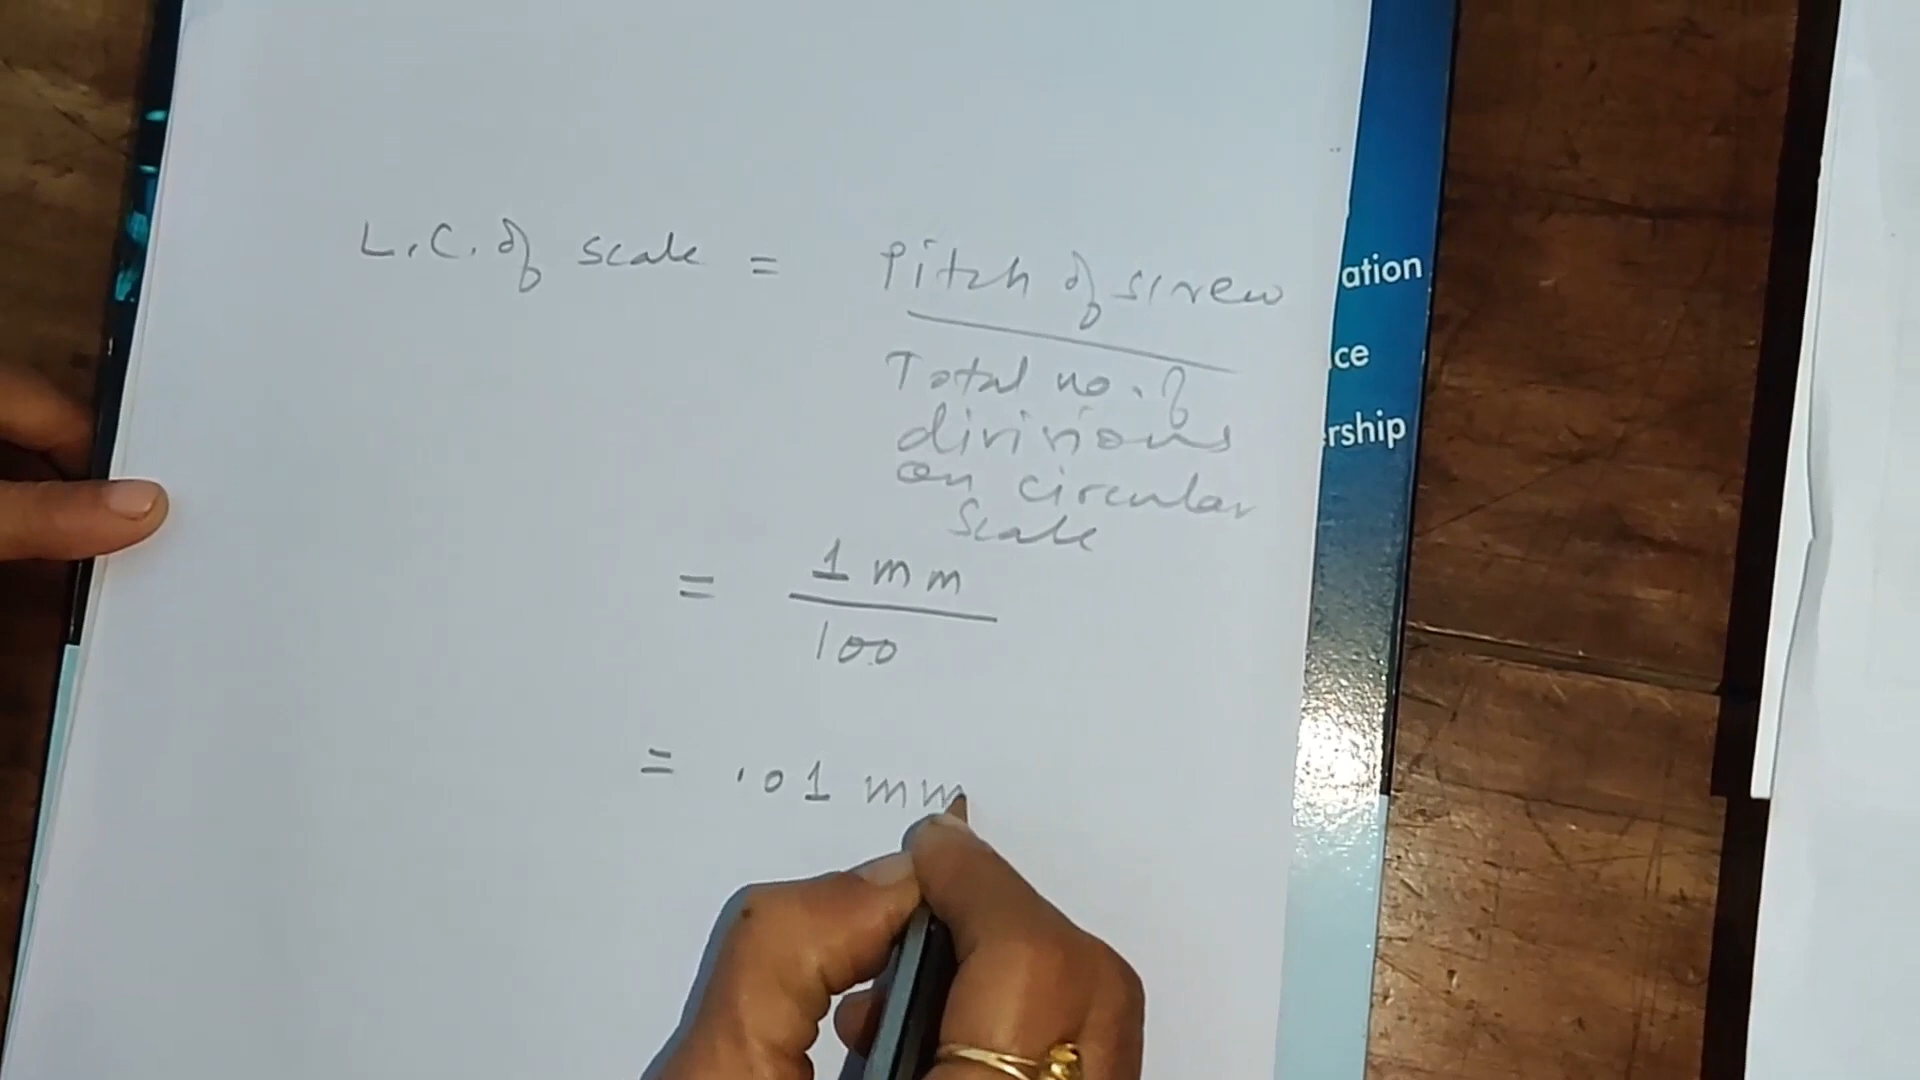 L.C. of scale = Pitch of screw
Total no. of
divisions
on circular
Scale
= 1 mm
100
= .01 mm
ation
ce
rship